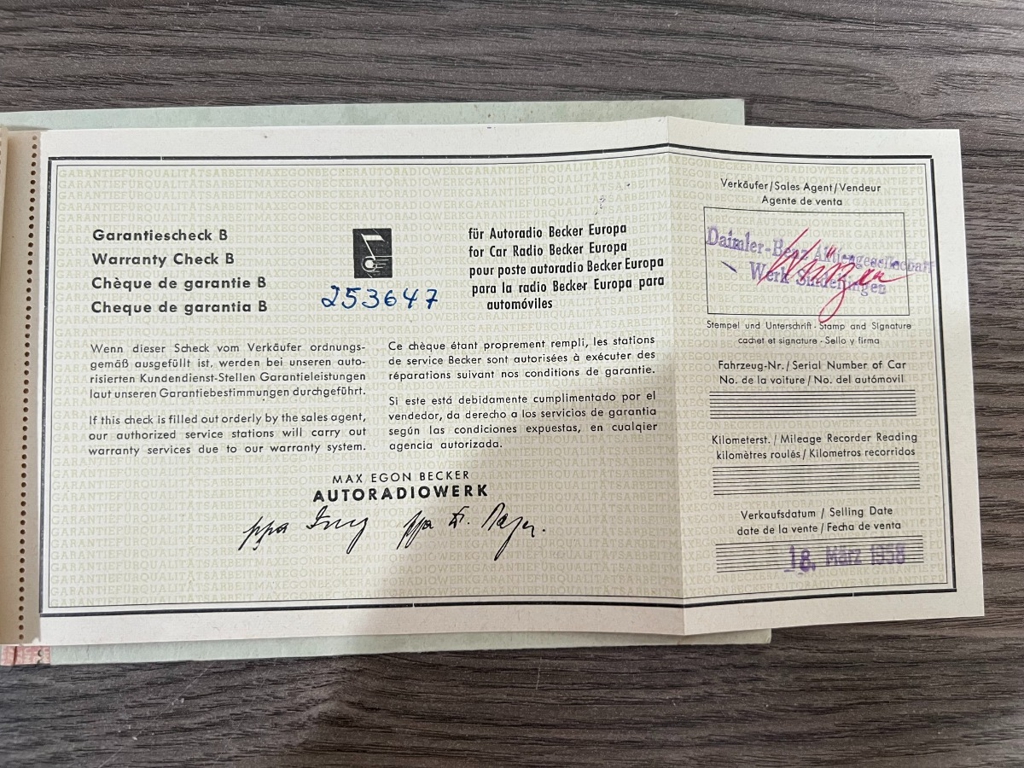 Garantiescheck B
Warranty Check B
Chèque de garantie B
Cheque de garantia B
253647
für Autoradio Becker Europa
for Car Radio Becker Europa
pour poste autoradio Becker Europa
para la radio Becker Europa para
automóviles
Wenn dieser Scheck vom Verkäufer ordnungs-
gemäß ausgefüllt ist, werden bei unseren auto-
risierten Kundendienst-Stellen Garantieleistungen
laut unseren Garantiebestimmungen durchgeführt.
If this check is filled out orderly by the sales agent,
our authorized service stations will carry out
warranty services due to our warranty system.
Ce chèque étant proprement rempli, les stations
de service Becker sont autorisées à exécuter des
réparations suivant nos conditions de garantie.
Si este está debidamente cumplimentado por el
vendedor, da derecho a los servicios de garantia
según las condiciones expuestas, en cualquier
agencia autorizada.
MAX EGON BECKER
AUTORADIOWERK
ppa ppa
Verkäufer/Sales Agent/Vendeur
Agente de venta
Daimler-Benz Aktiengesellschaft
Werk Sindelfingen
Stempel und Unterschrift - Stamp and Signature
cachet et signature - Sello y firma
Fahrzeug-Nr./Serial Number of Car
No. de la voiture/No. del automóvil
Kilometerst./Mileage Recorder Reading
kilomètres roulés/Kilometros recorridos
Verkaufsdatum / Selling Date
date de la vente/Fecha de venta
18. März 1958